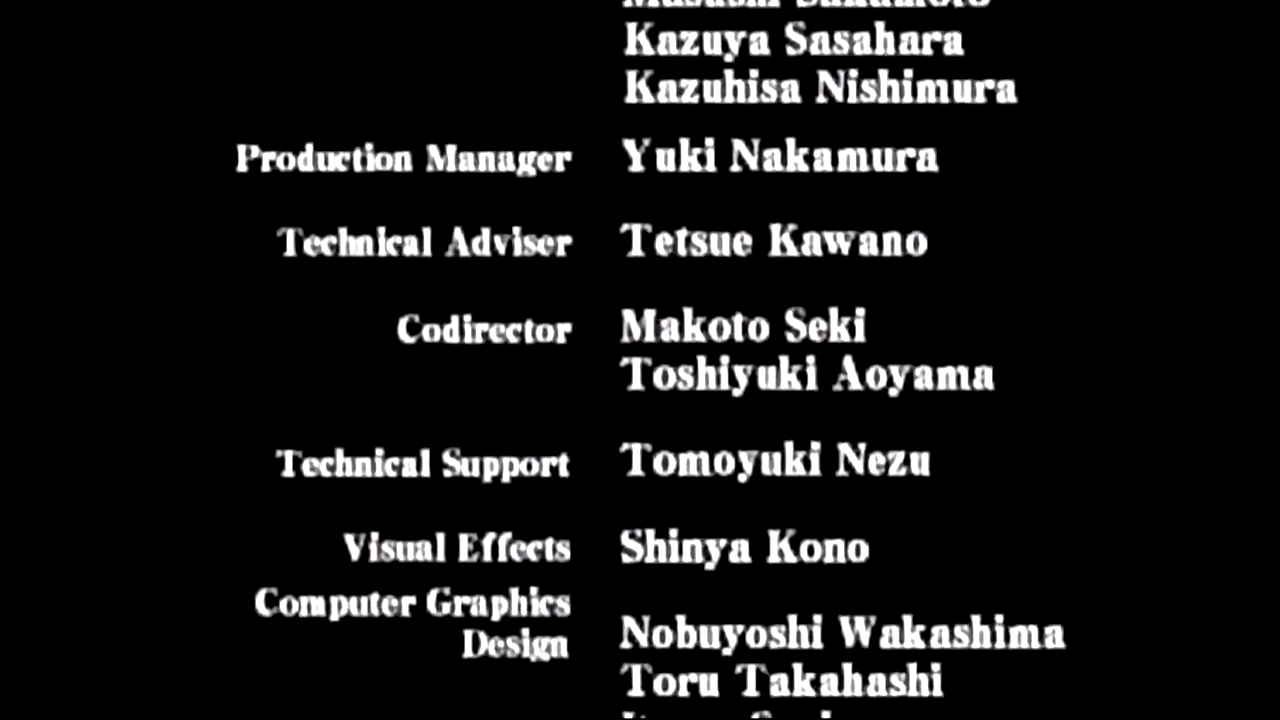 Kazuya Sasahara
Kazuhisa Nishimura
Production Manager Yuki Nakamura
Technical Adviser Tetsue Kawano
Codirector Makoto Seki
Toshiyuki Aoyama
Technical Support Tomoyuki Nezu
Visual Effects Shinya Kono
Computer Graphics
Design Nobuyoshi Wakashima
Toru Takahashi